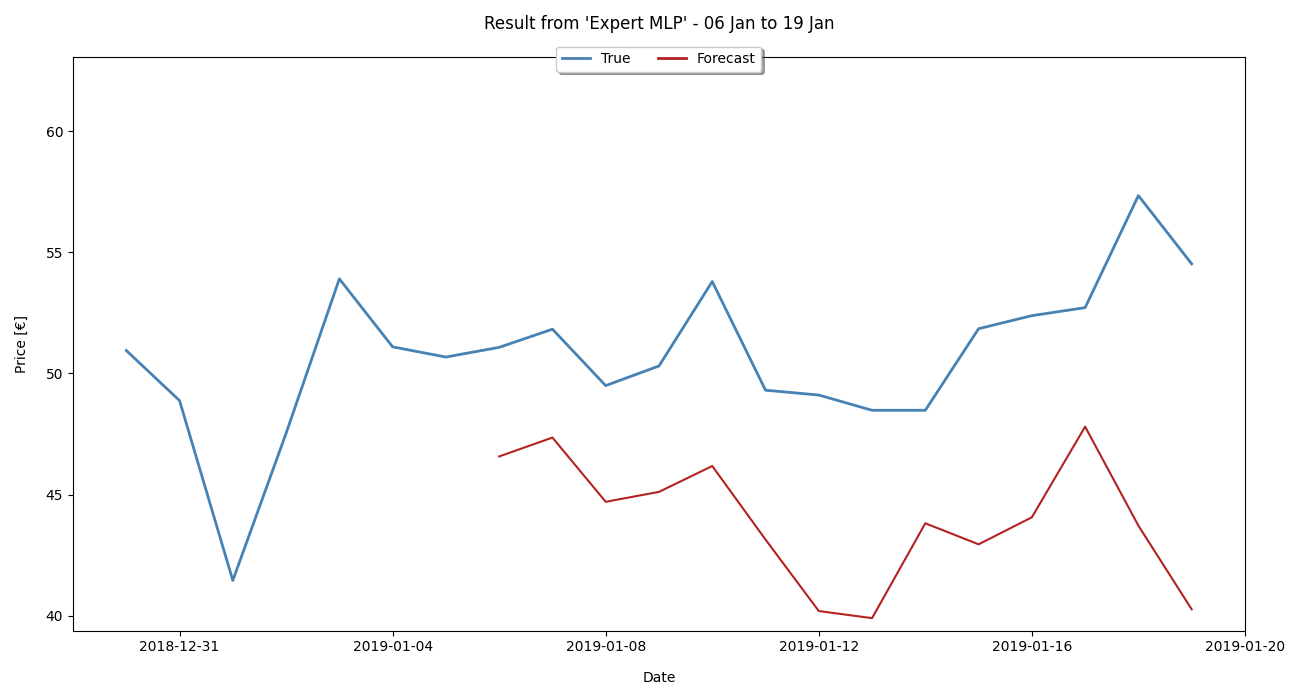 Result from 'Expert MLP' - 06 Jan to 19 Jan
True Forecast
60
55
50
45
40
Price [€]
2018-12-31 2019-01-04 2019-01-08 2019-01-12 2019-01-16 2019-01-20
Date